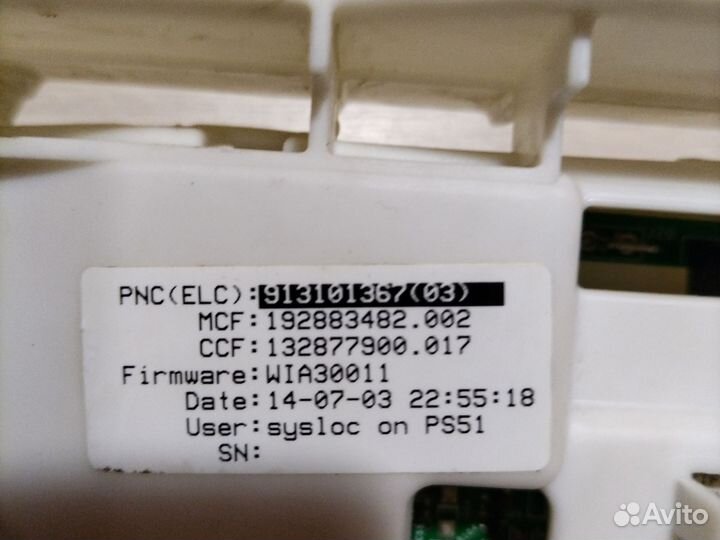 PNC(ELC):913101367(03)
MCF:192883482.002
CCF:132877900.017
Firmware:WIA30011
Date:14-07-03 22:55:18
User:sysloc on PS51
SN:
Avito